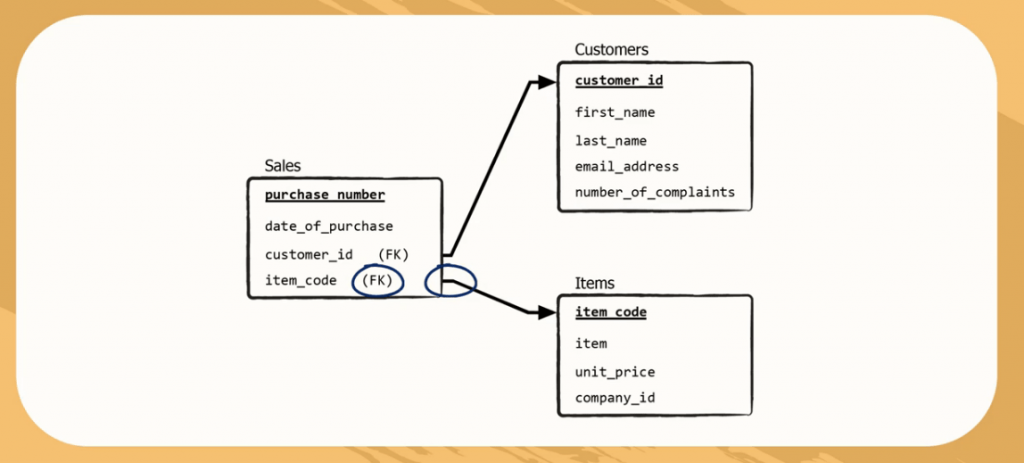 Customers
customer_id
first_name
last_name
email_address
number_of_complaints
Sales
purchase_number
date_of_purchase
customer_id (FK)
item_code (FK)
Items
item_code
item
unit_price
company_id